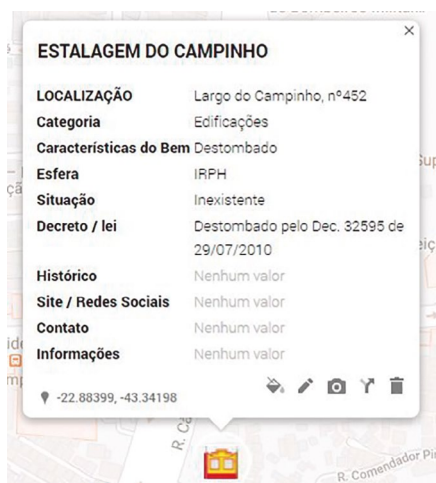 ESTALAGEM DO CAMPINHO
LOCALIZAÇÃO Largo do Campinho, nº452
Categoria Edificações
Características do Bem Destombado
Esfera IRPH
Situação Inexistente
Decreto / lei Destombado pelo Dec. 32595 de
29/07/2010
Histórico Nenhum valor
Site / Redes Sociais Nenhum valor
Contato Nenhum valor
Informações Nenhum valor
-22.88399, -43.34198
R. Comendador